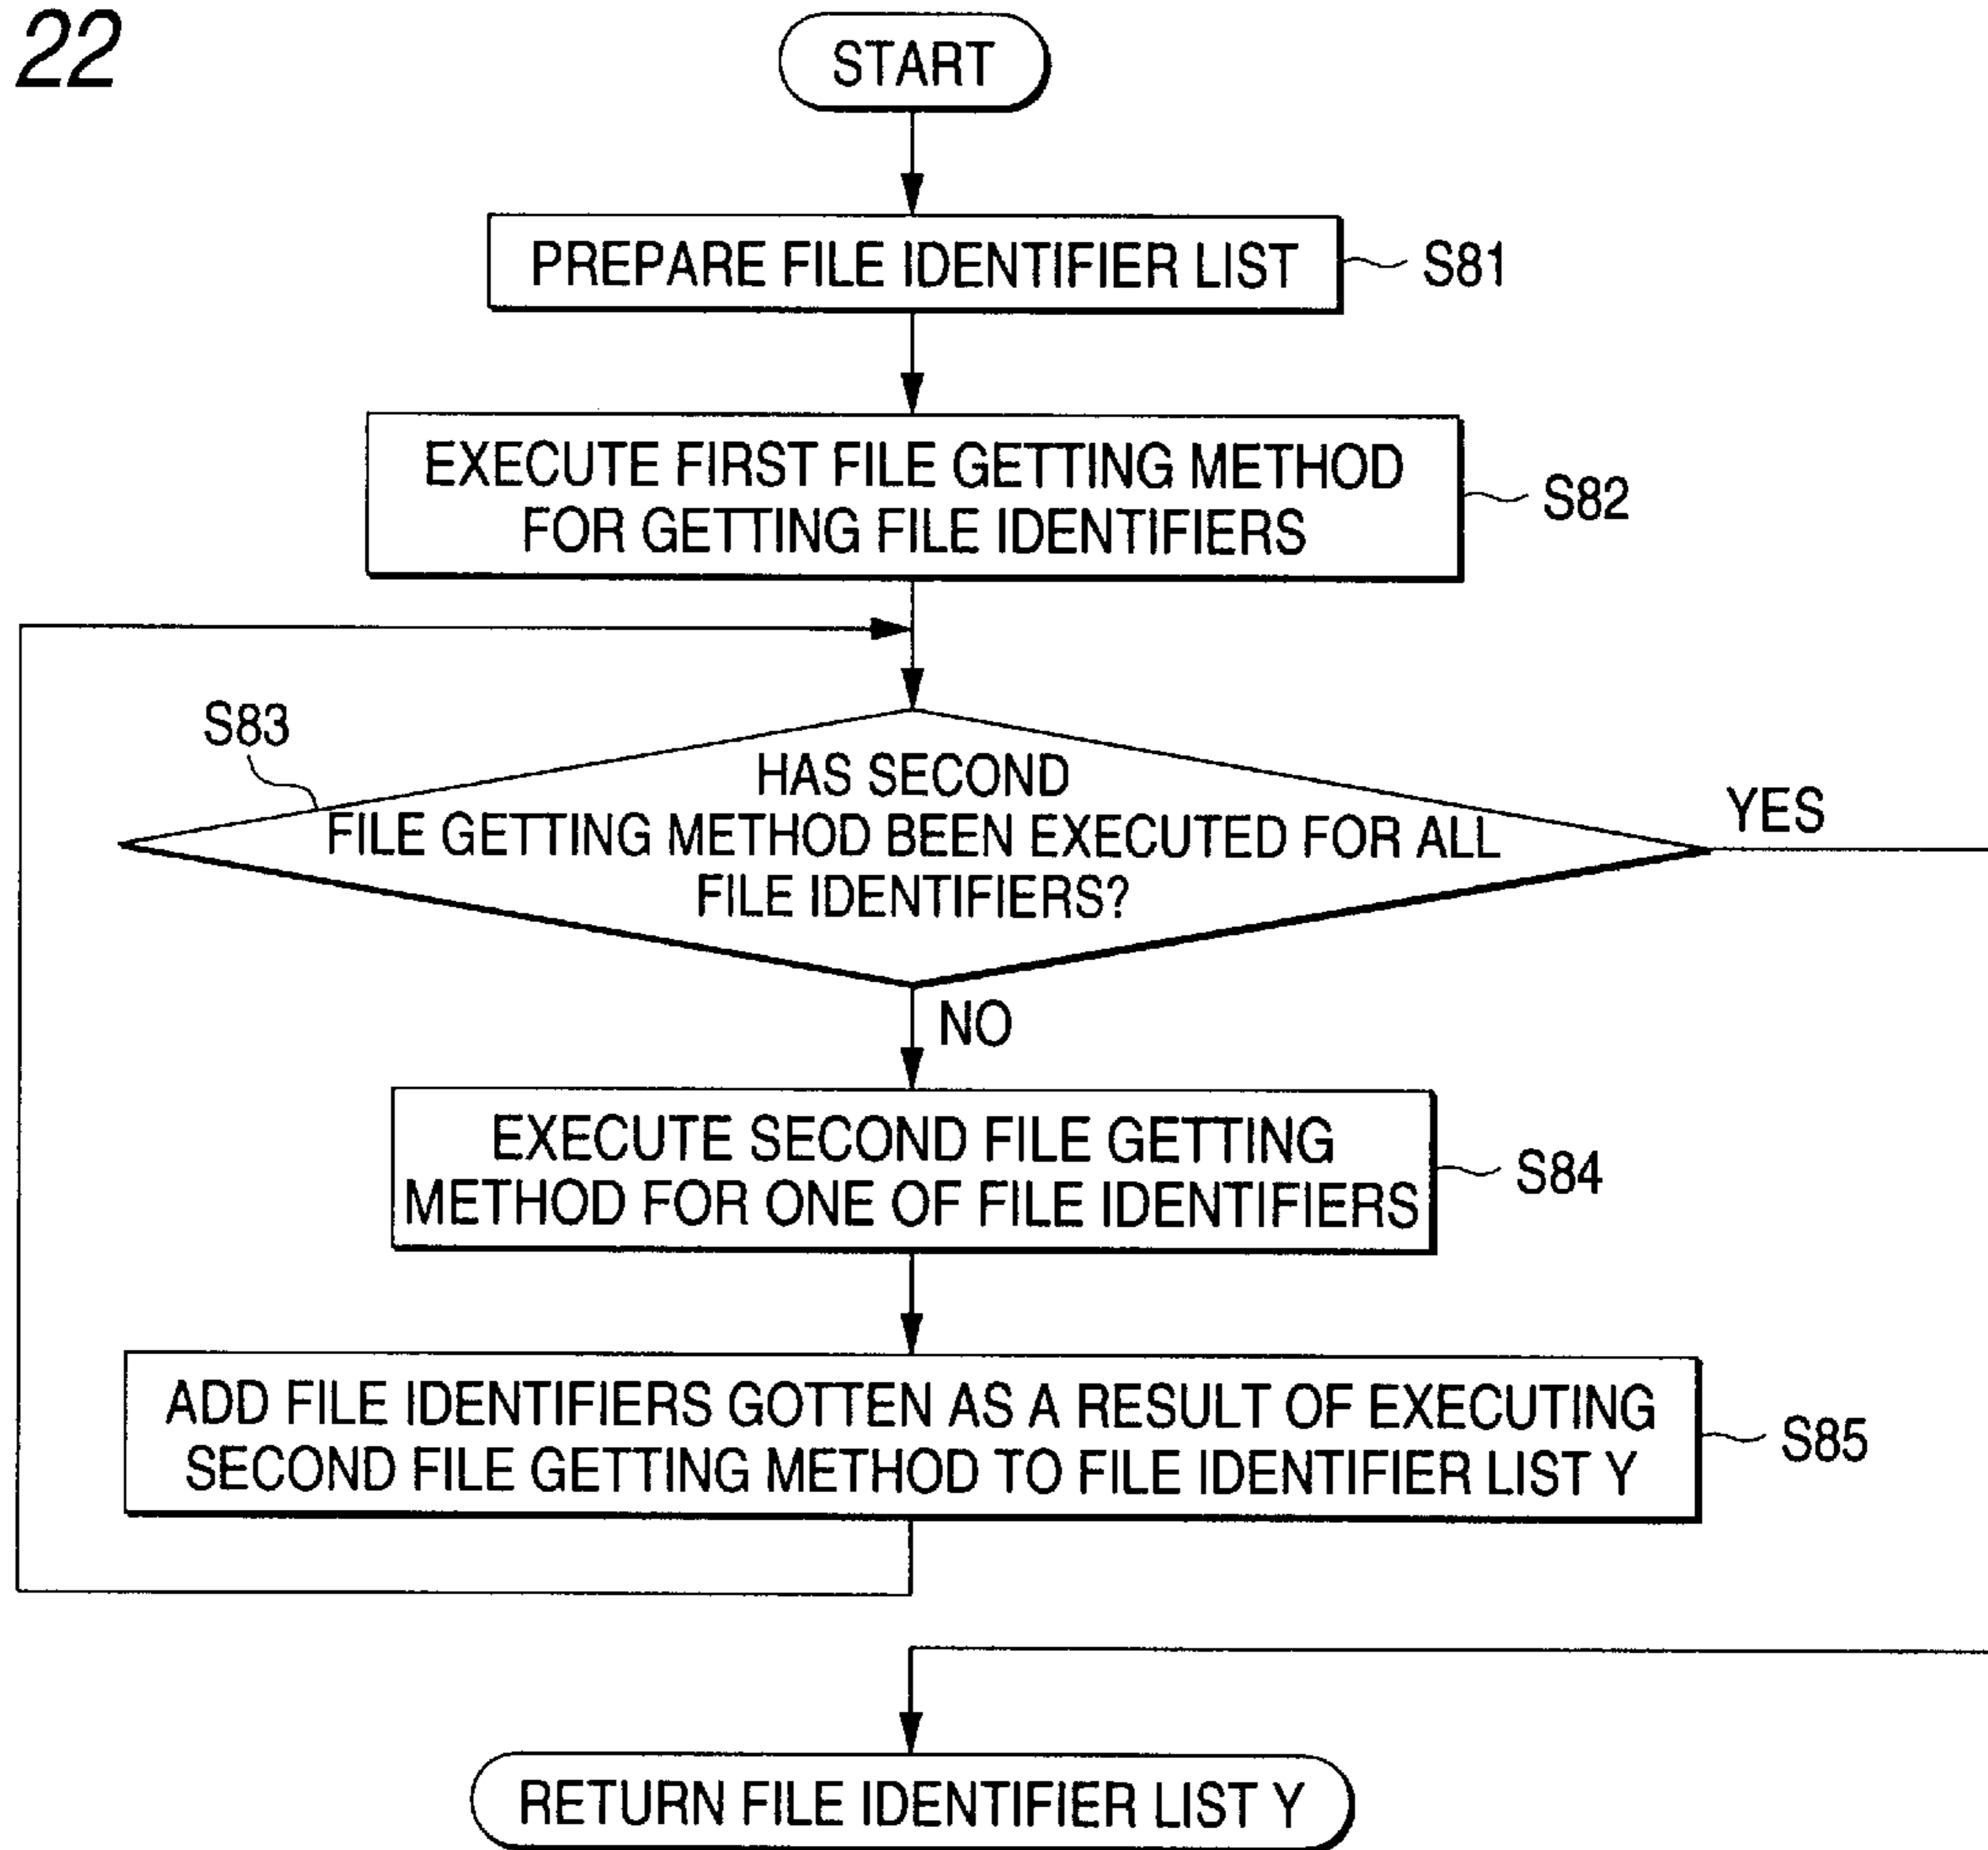 22
START
PREPARE FILE IDENTIFIER LIST
S81
EXECUTE FIRST FILE GETTING METHOD
FOR GETTING FILE IDENTIFIERS
S82
S83
HAS SECOND
FILE GETTING METHOD BEEN EXECUTED FOR ALL
FILE IDENTIFIERS?
YES
NO
EXECUTE SECOND FILE GETTING
METHOD FOR ONE OF FILE IDENTIFIERS
S84
ADD FILE IDENTIFIERS GOTTEN AS A RESULT OF EXECUTING
SECOND FILE GETTING METHOD TO FILE IDENTIFIER LIST Y
S85
RETURN FILE IDENTIFIER LIST Y